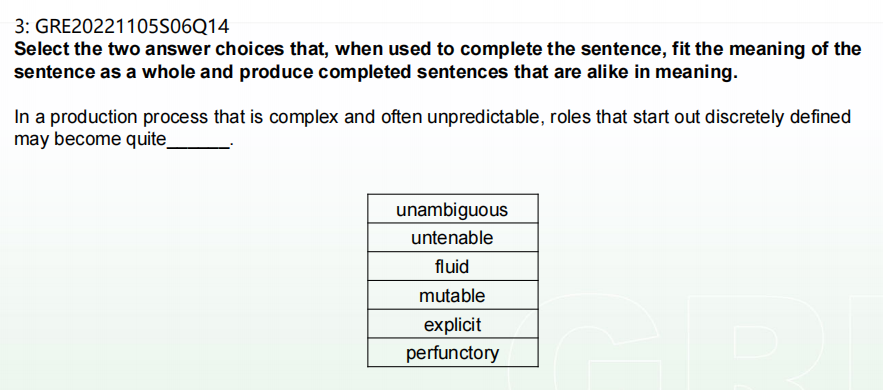 3: GRE20221105S06Q14
Select the two answer choices that, when used to complete the sentence, fit the meaning of the
sentence as a whole and produce completed sentences that are alike in meaning.
In a production process that is complex and often unpredictable, roles that start out discretely defined
may become quite______.
unambiguous
untenable
fluid
mutable
explicit
perfunctory